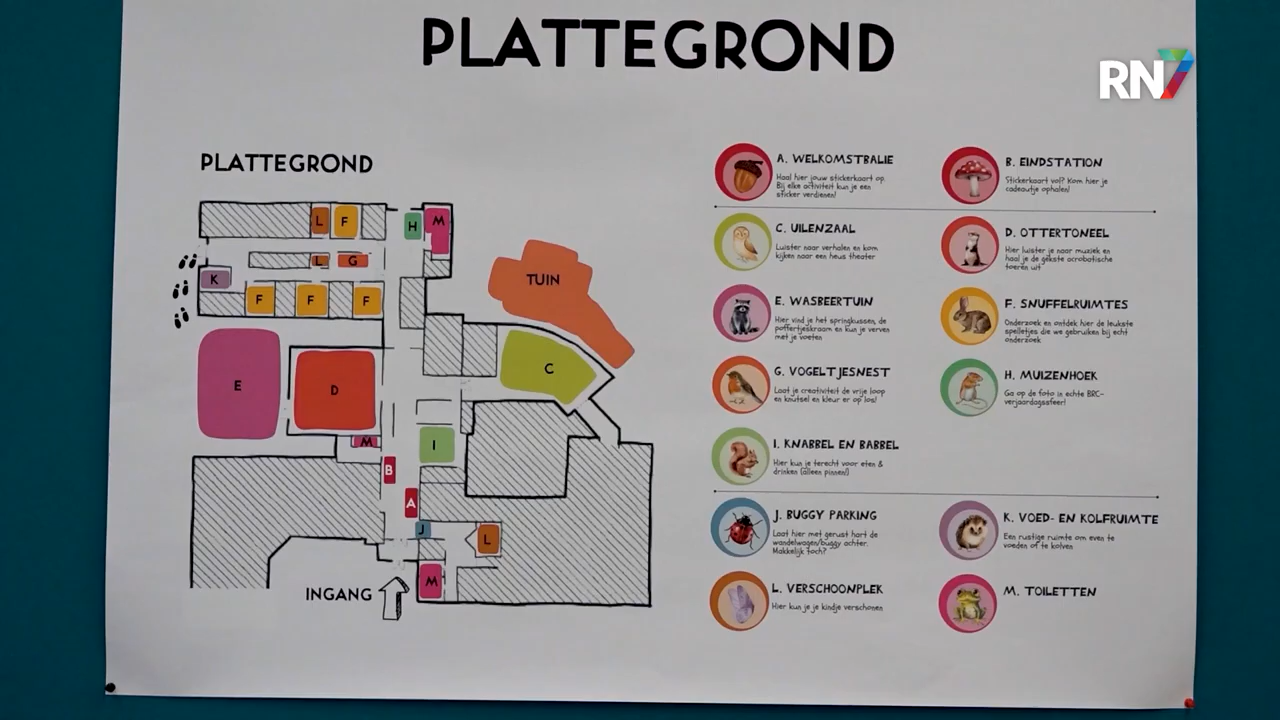 PLATTEGROND
RN7
PLATTEGROND
L
F
H
M
L
G
K
F
F
F
TUIN
E
D
C
M
I
B
A
J
L
M
INGANG
A. WELKOMSTBALIE
Haal hier jouw stickerkaart op.
Bij elke activiteit kun je een
sticker verdienen!
B. EINDSTATION
Stickerkaart vol? Kom hier je
cadeautje ophalen!
C. UILENZAAL
Luister naar verhalen en kom
kijken naar een heus theater
D. OTTERTONEEL
Hier luister je naar muziek en
haal je de gekste acrobatische
toeren uit
E. WASBEERTUIN
Hier vind je het springkussen, de
poffertjeskraam en kun je verven
met je voeten
F. SNUFFELRUIMTES
Onderzoek en ontdek hier de leukste
spelletjes die we gebruiken bij echt
onderzoek
G. VOGELTJESNEST
Laat je creativiteit de vrije loop
en knutsel en kleur er op los!
H. MUIZENHOEK
Ga op de foto in echte BRC-
verjaardagssfeer!
I. KNABBEL EN BABBEL
Hier kun je terecht voor eten &
drinken (alleen pinnen!)
J. BUGGY PARKING
Laat hier met gerust hart de
wandelwagen/buggy achter.
Makkelijk toch?
K. VOED- EN KOLFRUIMTE
Een rustige ruimte om even te
voeden of te kolven
L. VERSCHOONPLEK
Hier kun je je kindje verschonen
M. TOILETTEN